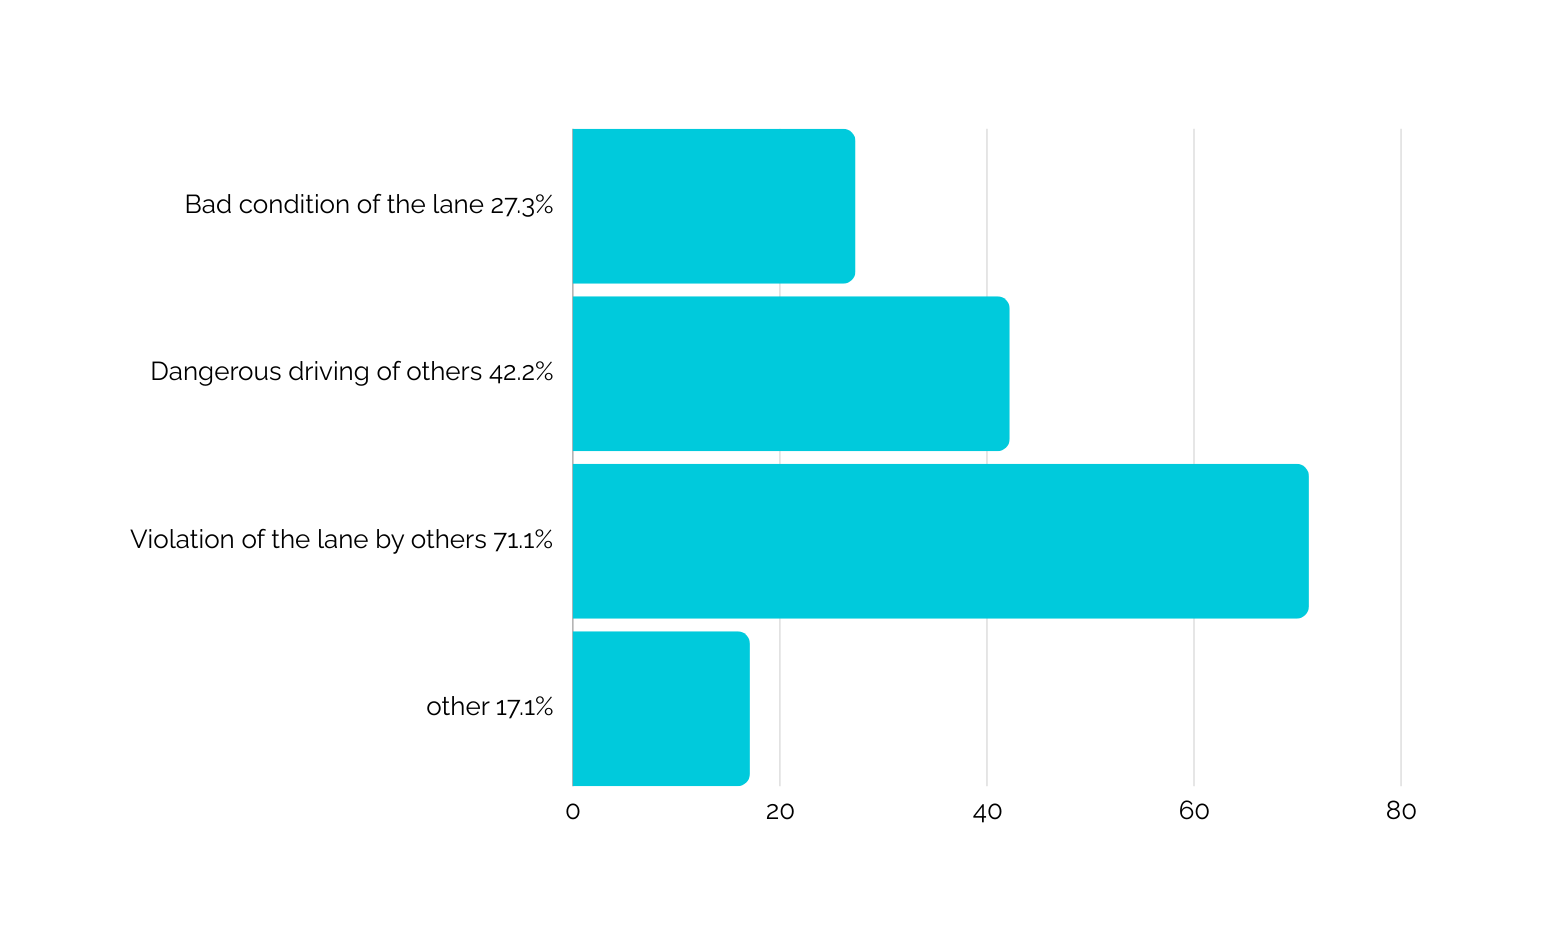 Bad condition of the lane 27.3%
Dangerous driving of others 42.2%
Violation of the lane by others 71.1%
other 17.1%
0 20 40 60 80